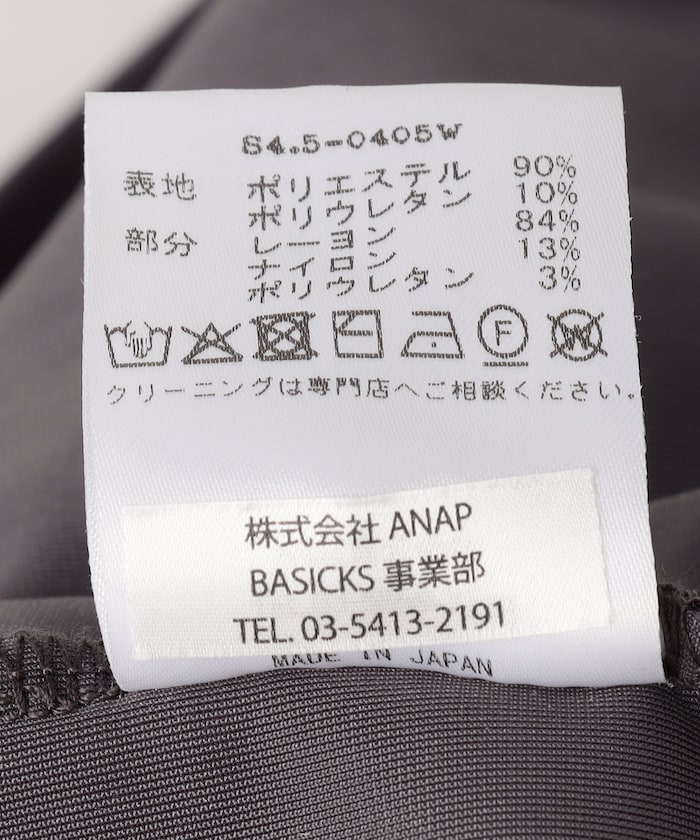 S4.5-0405W
表地 ポリエステル 90%
ポリウレタン 10%
部分 レーヨン 84%
ナイロン 13%
ポリウレタン 3%
F W
クリーニングは専門店へご相談ください。
株式会社 ANAP
BASICKS 事業部
TEL. 03-5413-2191
MADE IN JAPAN